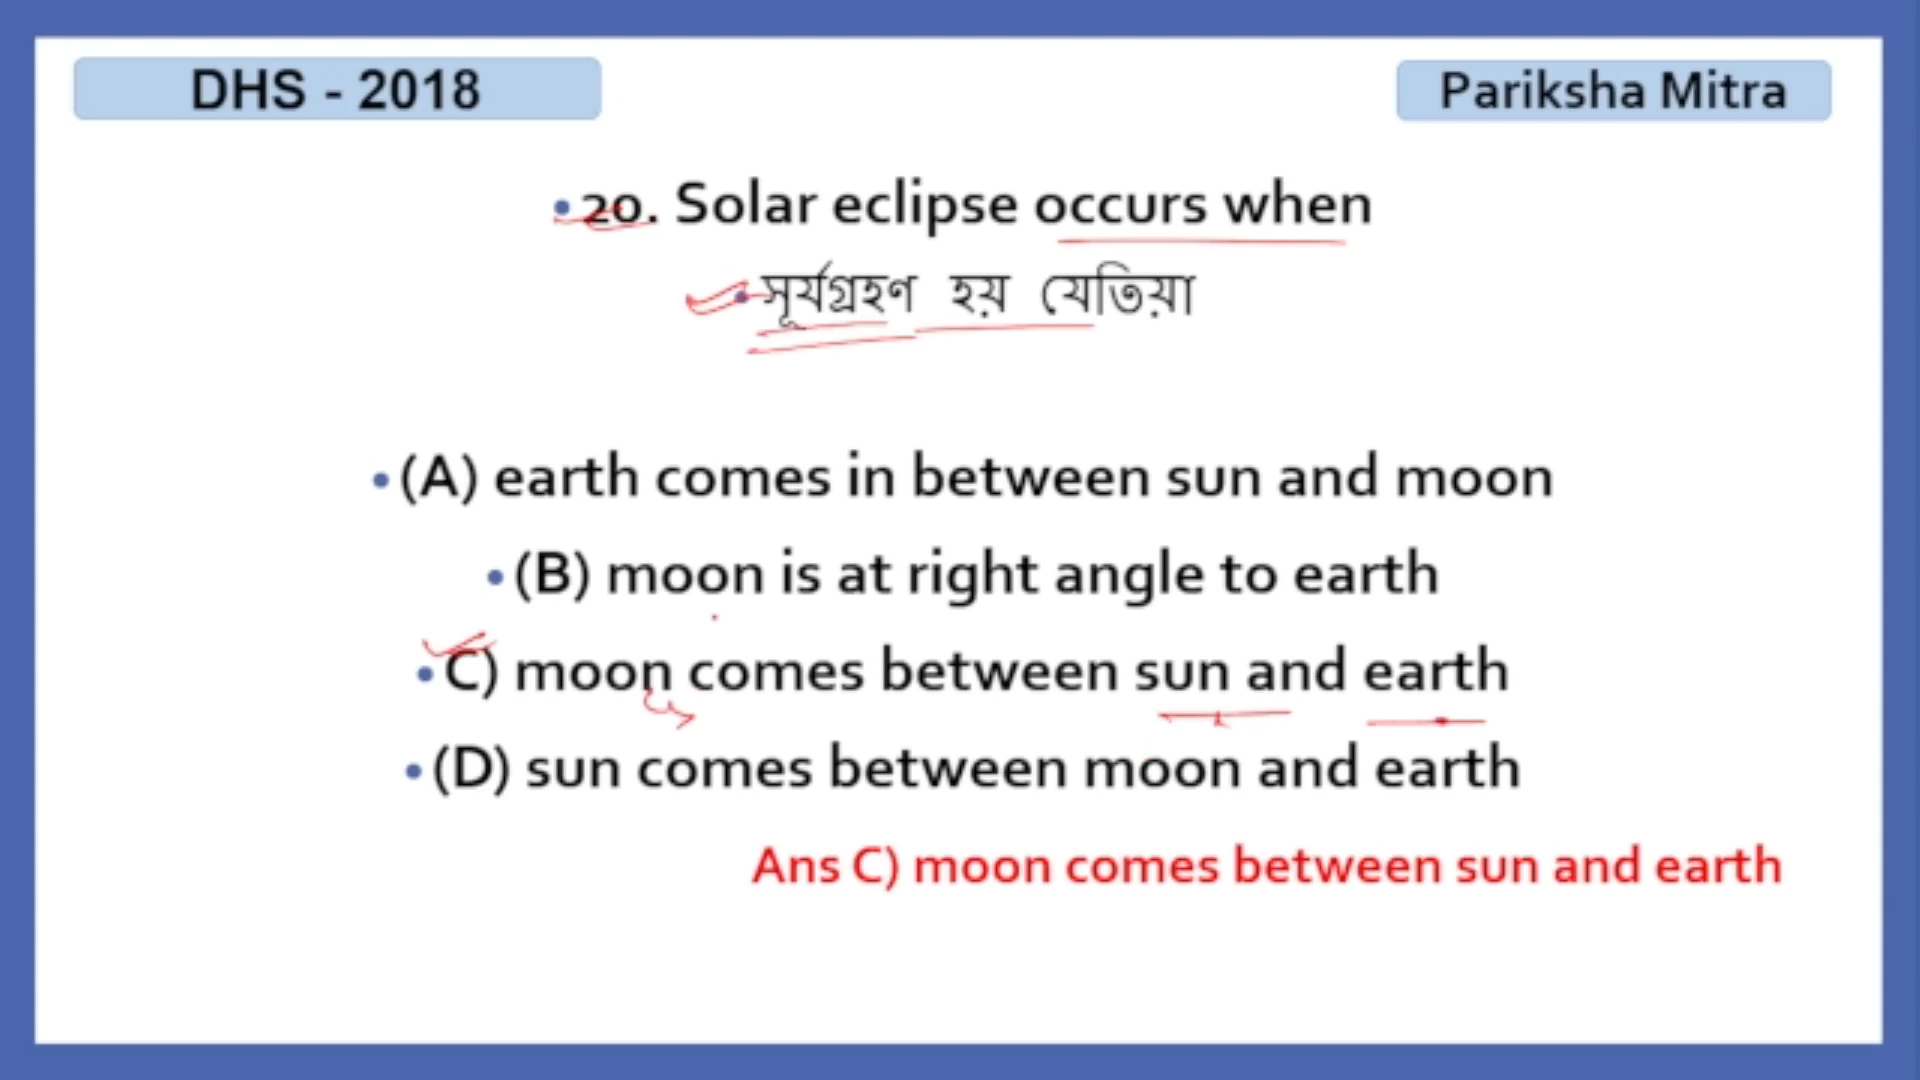 DHS - 2018
Pariksha Mitra
•20. Solar eclipse occurs when
•সূৰ্যগ্ৰহণ হয় যেতিয়া
•(A) earth comes in between sun and moon
•(B) moon is at right angle to earth
•C) moon comes between sun and earth
•(D) sun comes between moon and earth
Ans C) moon comes between sun and earth